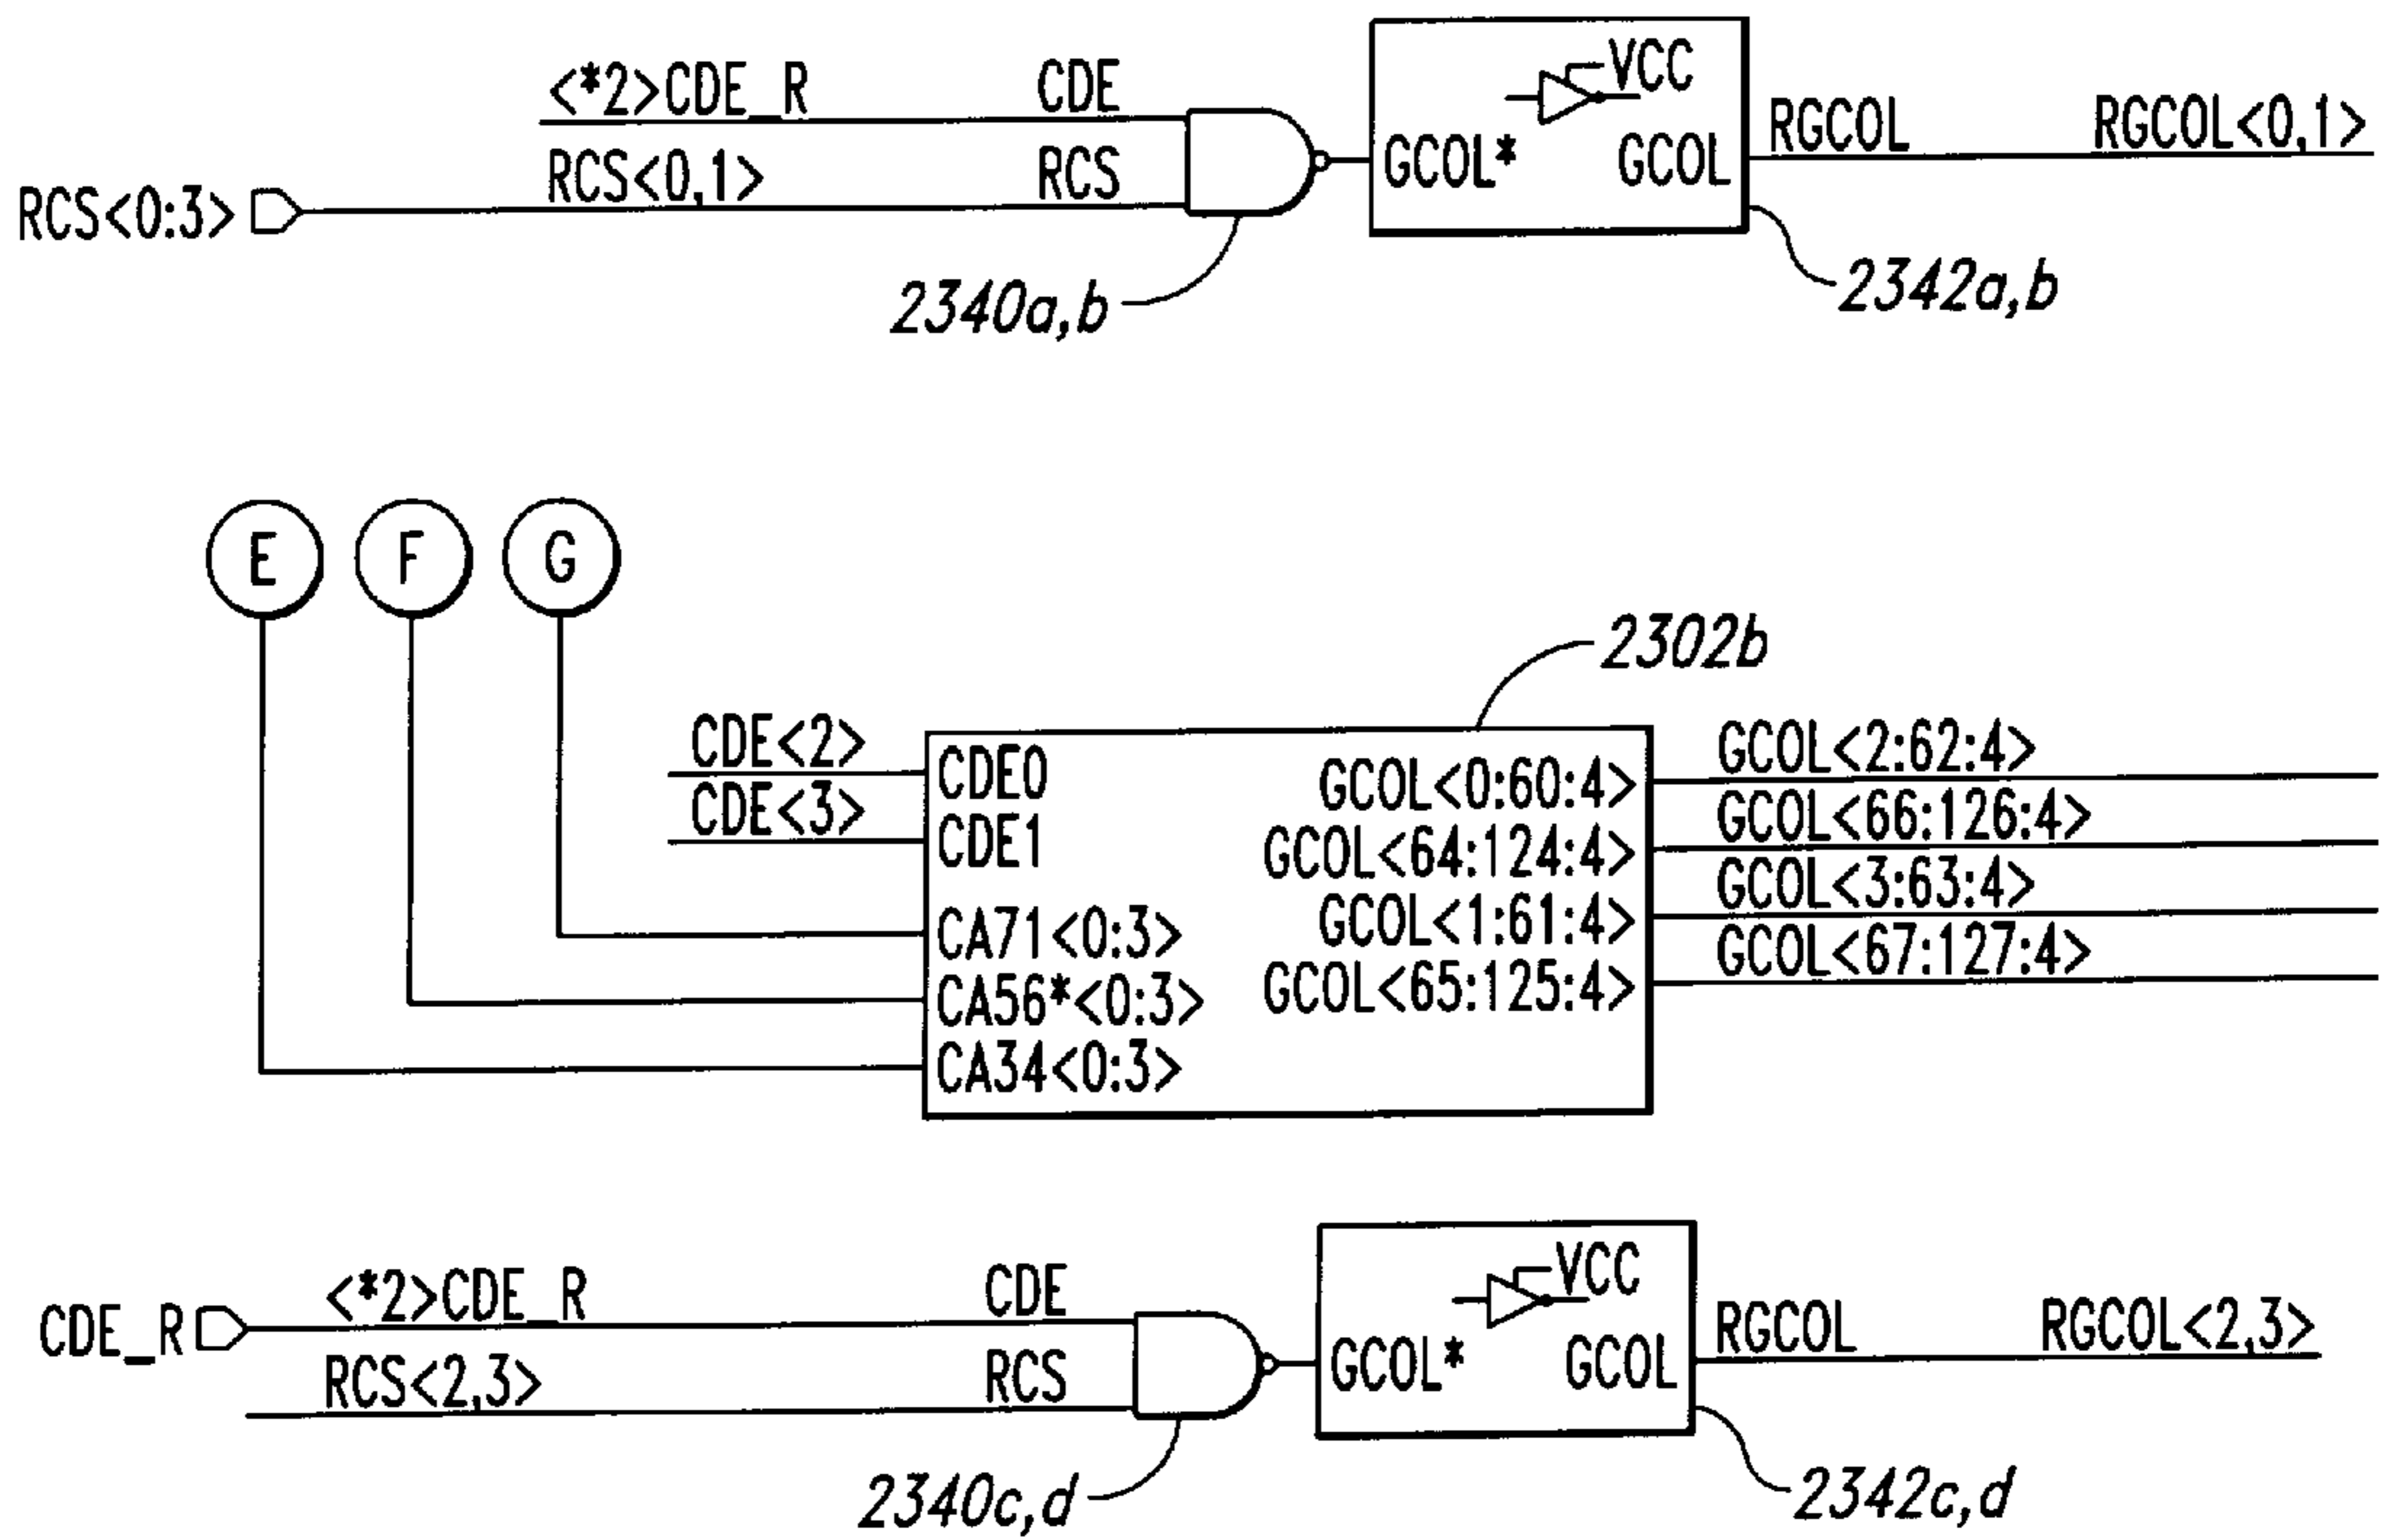 VCC
<*2>CDE_R
CDE
RGCOL
RGCOL<0,1>
RCS<0:3>
RCS<0,1>
RCS
GCOL*
GCOL
2340a,b
2342a,b
E
F
G
2302b
CDE<2>
CDE0
CDE<3>
CDE1
CA71<0:3>
CA56*<0:3>
CA34<0:3>
GCOL<0:60:4>
GCOL<64:124:4>
GCOL<1:61:4>
GCOL<65:125:4>
GCOL<2:62:4>
GCOL<66:126:4>
GCOL<3:63:4>
GCOL<67:127:4>
VCC
CDE_R
<*2>CDE_R
CDE
RGCOL
RGCOL<2,3>
RCS<2,3>
RCS
GCOL*
GCOL
2340c,d
2342c,d